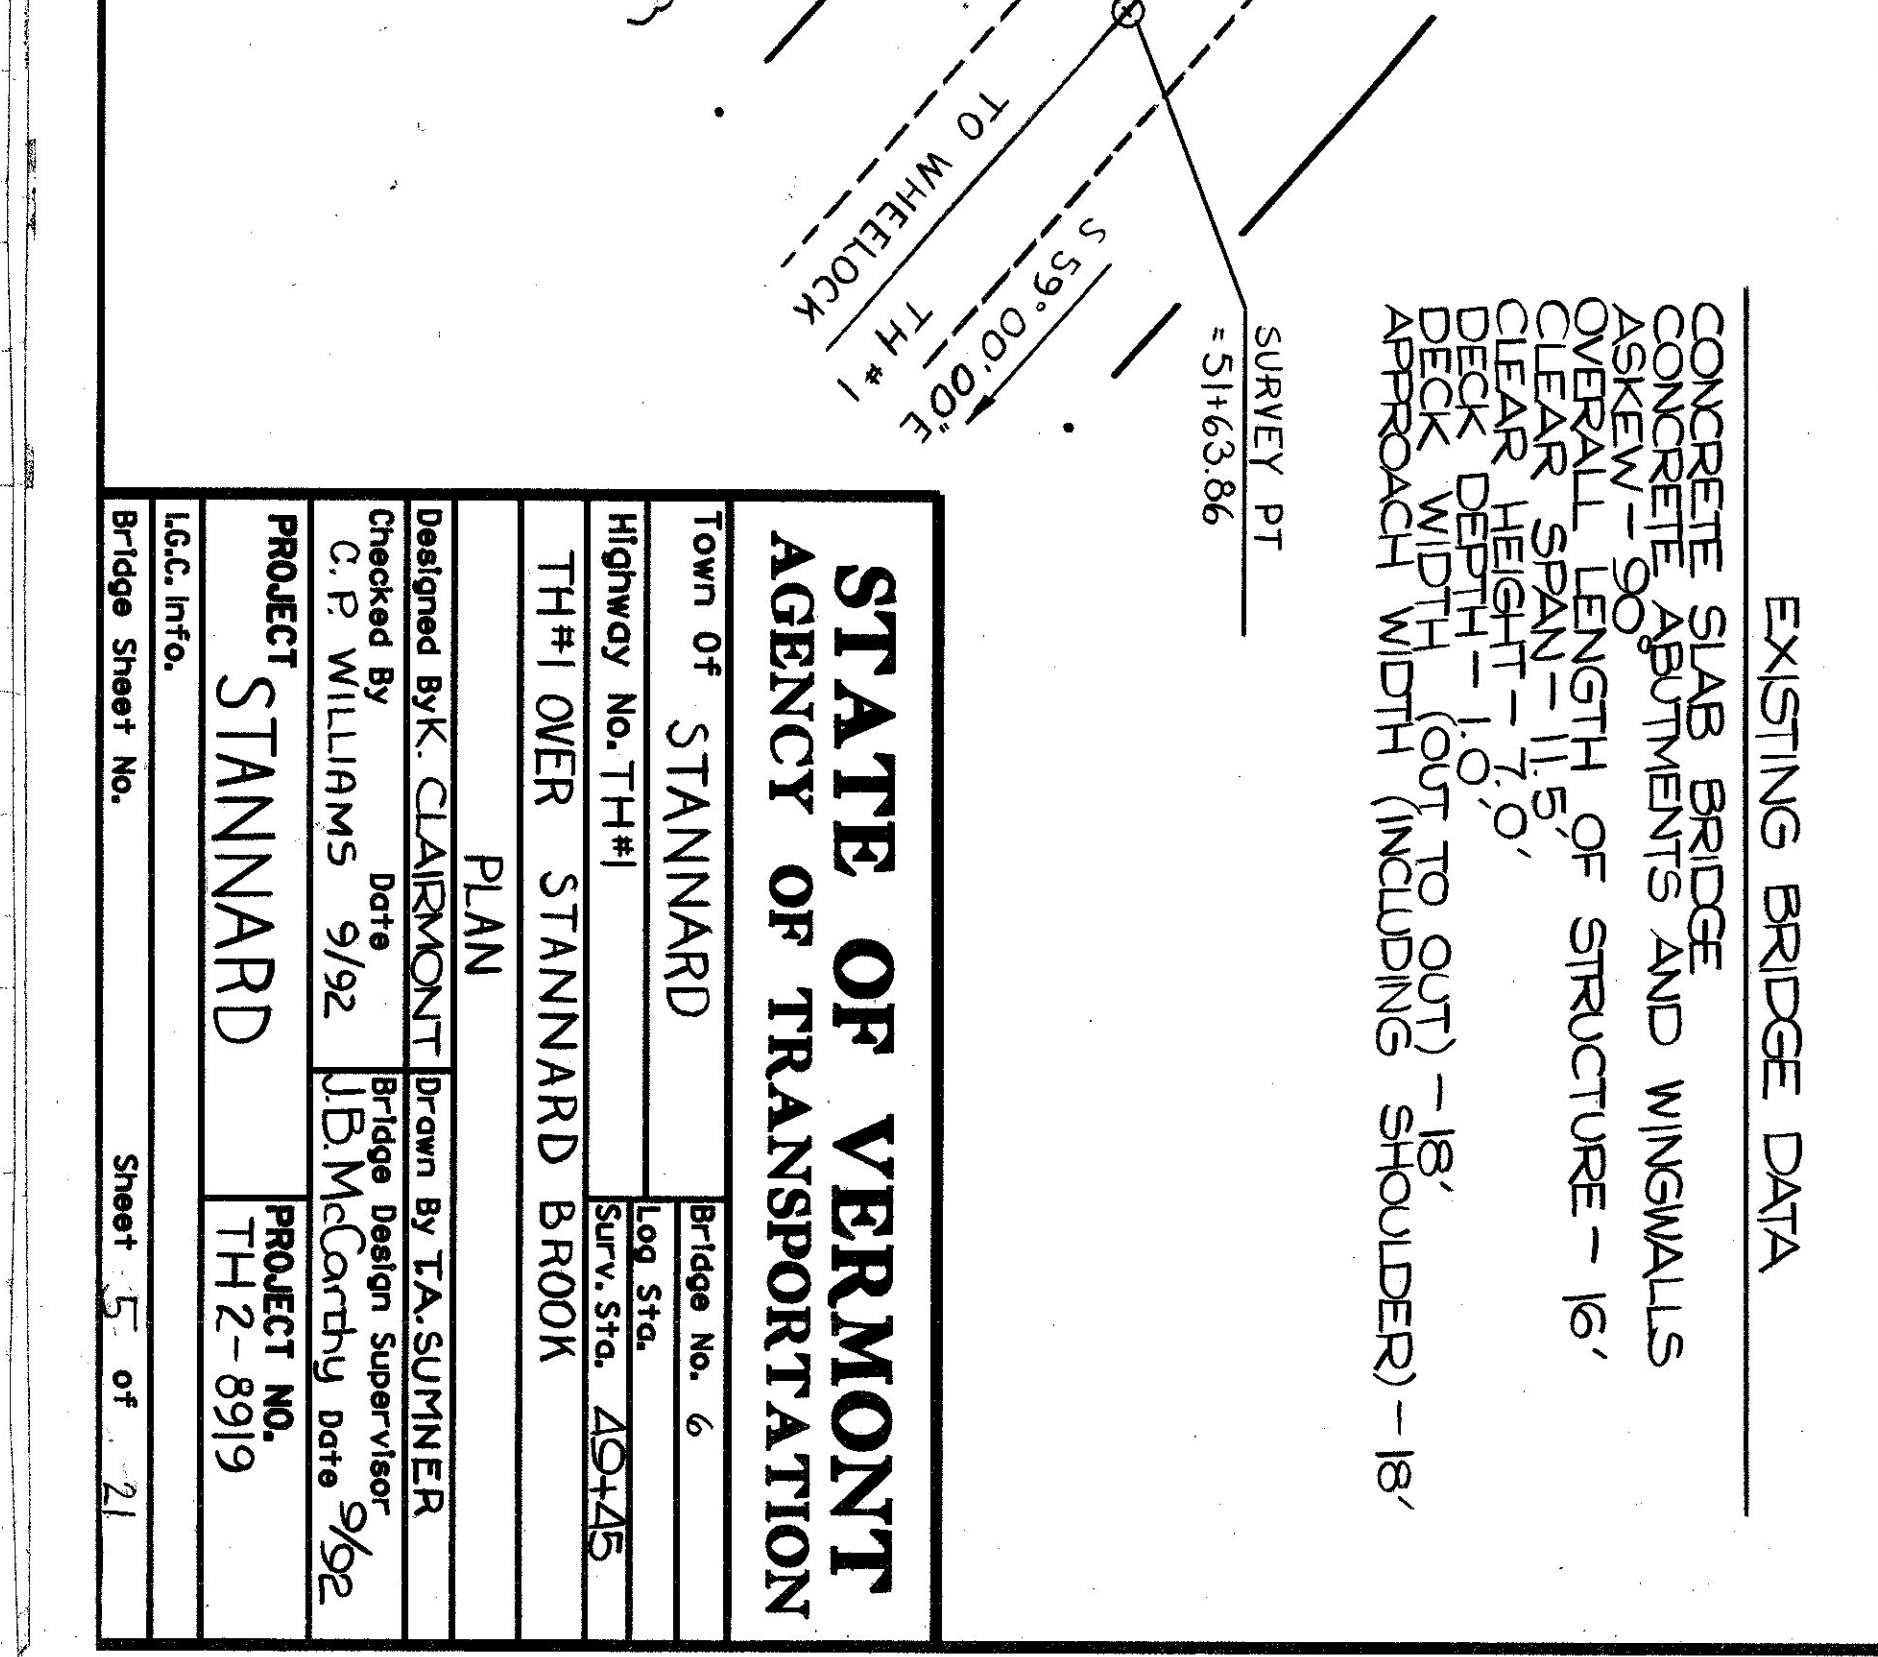 EXISTING BRIDGE DATA
CONCRETE SLAB BRIDGE
CONCRETE ABUTMENTS AND WINGWALLS
ASKEW - 90°
OVERALL LENGTH OF STRUCTURE - 16'
CLEAR SPAN - 11.5'
CLEAR HEIGHT - 7.0'
DECK DEPTH - 1.0'
DECK WIDTH (OUT TO OUT) - 18'
APPROACH WIDTH (INCLUDING SHOULDER) - 18'
SURVEY PT
= 51+63.86
S 59° 00' 00" E
TO WHEELOCK
TH #1
STATE OF VERMONT
AGENCY OF TRANSPORTATION
Town Of STANNARD
Bridge No. 6
Log Sta.
Highway No. TH#1
Surv. Sta. 49+45
TH#1 OVER STANNARD BROOK
PLAN
Designed By K. CLAIRMONT
Drawn By T.A. SUMNER
Checked By Date
C. P. WILLIAMS 9/92
Bridge Design Supervisor
J.B. McCarthy Date 9/92
PROJECT STANNARD
PROJECT NO.
TH2-8919
I.G.C. Info.
Bridge Sheet No.
Sheet 5 of 21